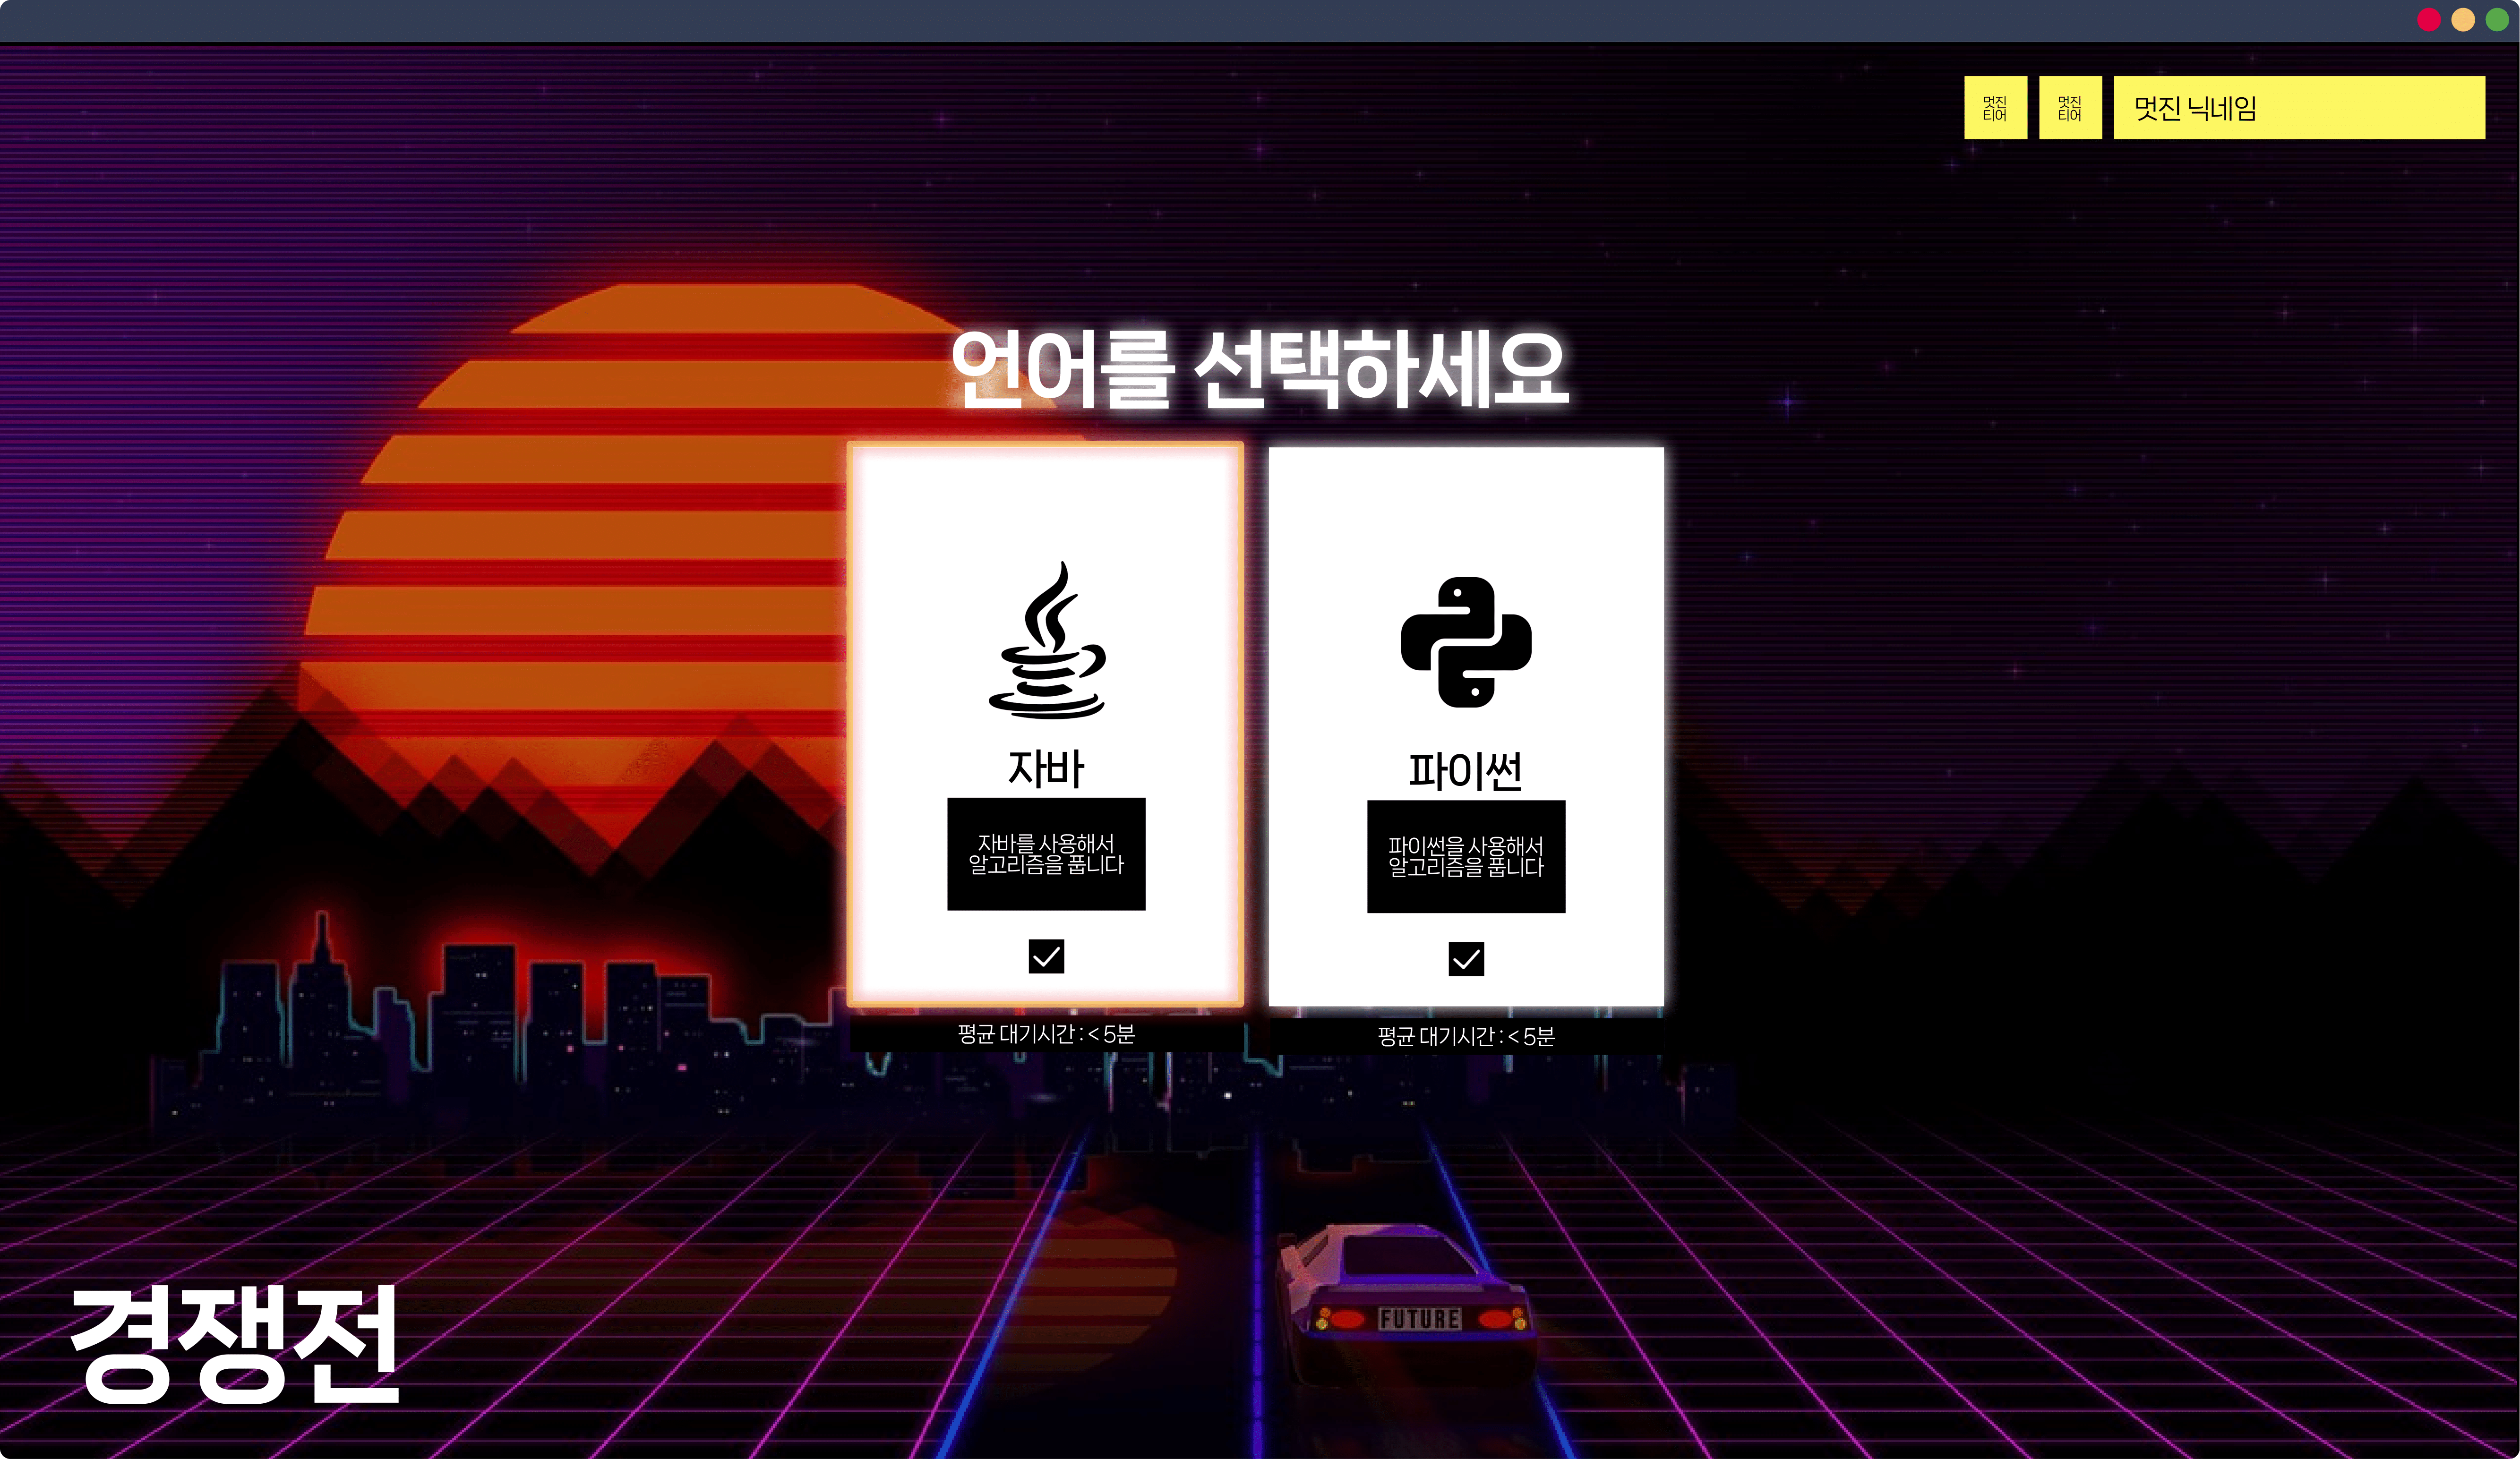 멋진
티어
멋진
티어
멋진 닉네임
언어를 선택하세요
자바
자바를 사용해서
알고리즘을 풉니다
평균 대기시간 : < 5분
파이썬
파이썬을 사용해서
알고리즘을 풉니다
평균 대기시간 : < 5분
경쟁전
FUTURE